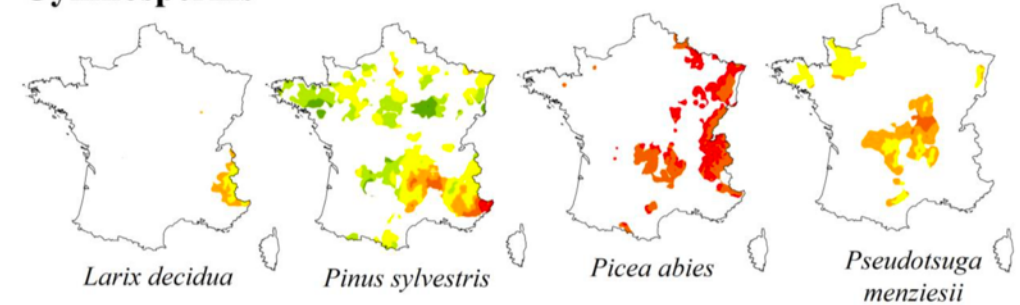 Larix decidua
Pinus sylvestris
Picea abies
Pseudotsuga
menziesii